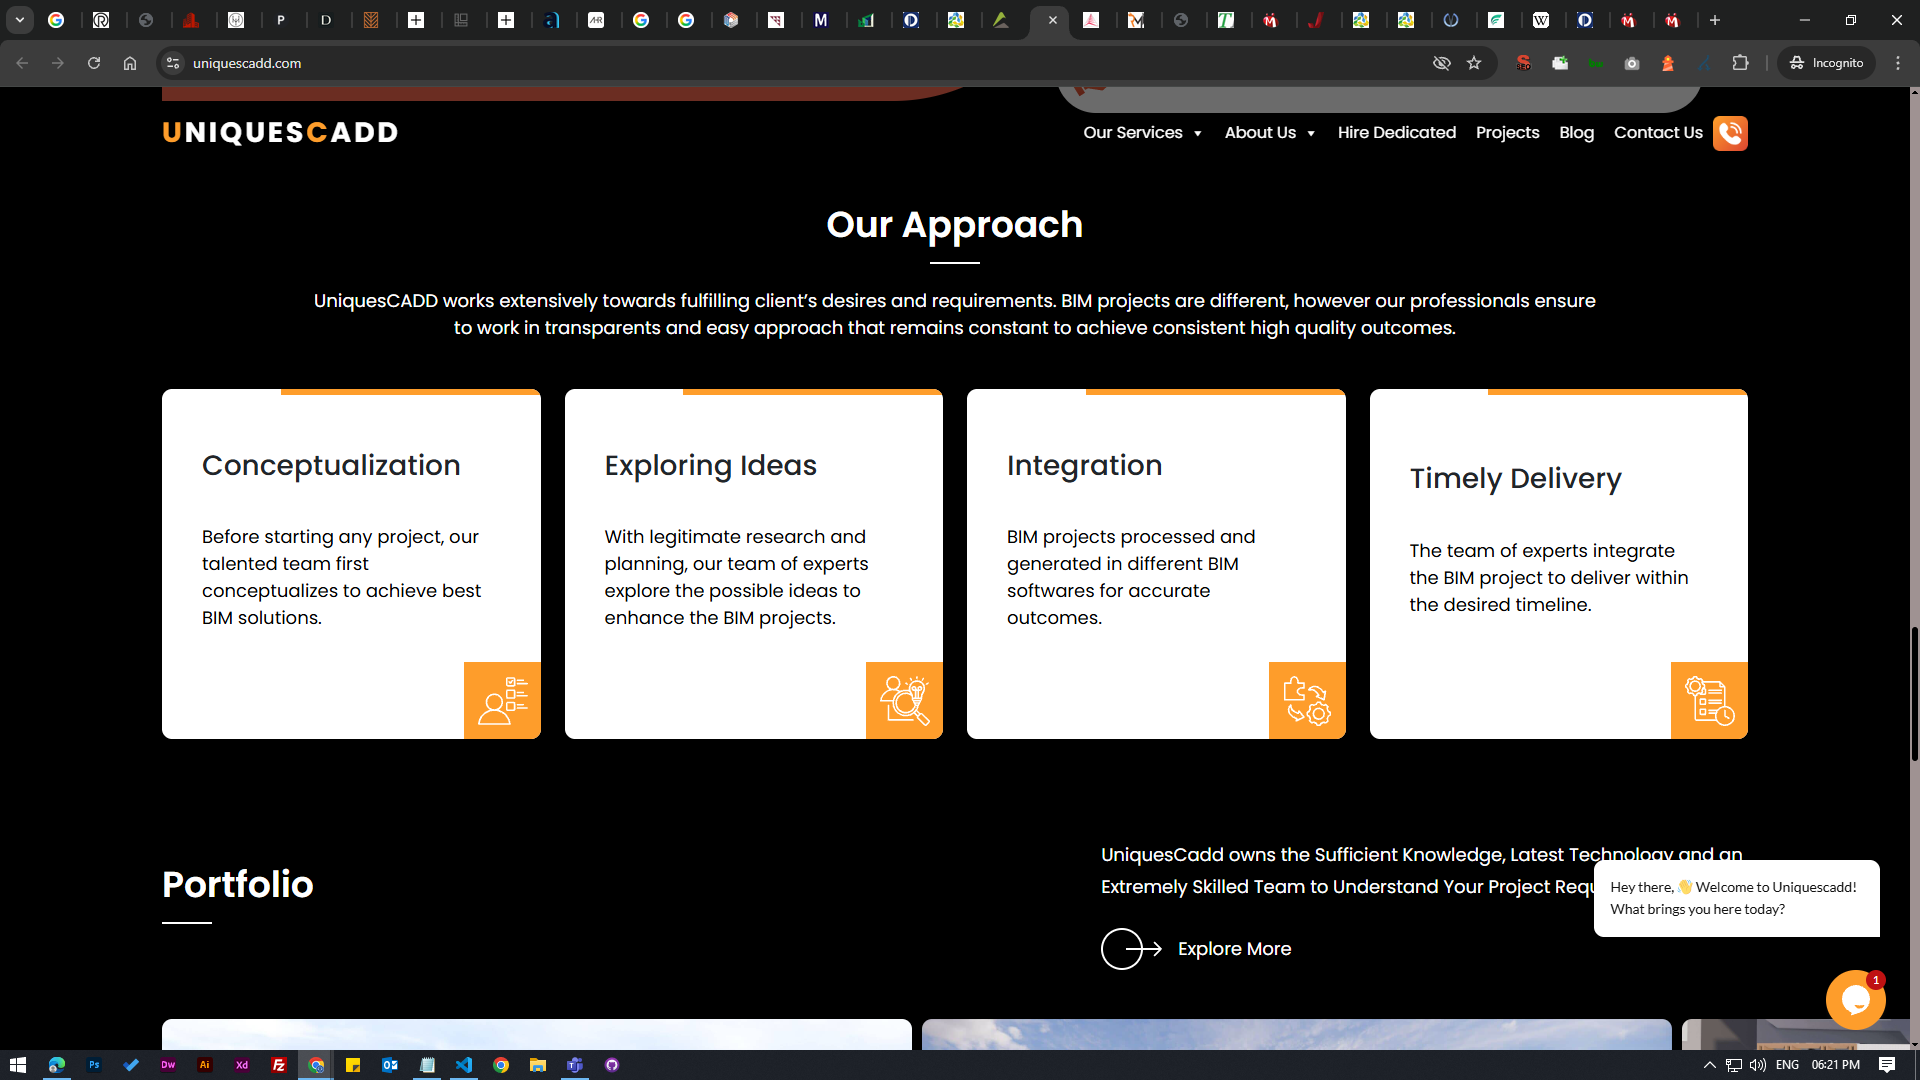 uniquescadd.com
Incognito
UNIQUESCADD
Our Services
About Us
Hire Dedicated
Projects
Blog
Contact Us
Our Approach
UniquesCADD works extensively towards fulfilling client’s desires and requirements. BIM projects are different, however our professionals ensure
to work in transparents and easy approach that remains constant to achieve consistent high quality outcomes.
Conceptualization
Before starting any project, our
talented team first
conceptualizes to achieve best
BIM solutions.
Exploring Ideas
With legitimate research and
planning, our team of experts
explore the possible ideas to
enhance the BIM projects.
Integration
BIM projects processed and
generated in different BIM
softwares for accurate
outcomes.
Timely Delivery
The team of experts integrate
the BIM project to deliver within
the desired timeline.
Portfolio
UniquesCadd owns the Sufficient Knowledge, Latest Technology and an
Extremely Skilled Team to Understand Your Project
Explore More
Hey there, 👋 Welcome to Uniquescadd!
What brings you here today?
1
ENG
06:21 PM